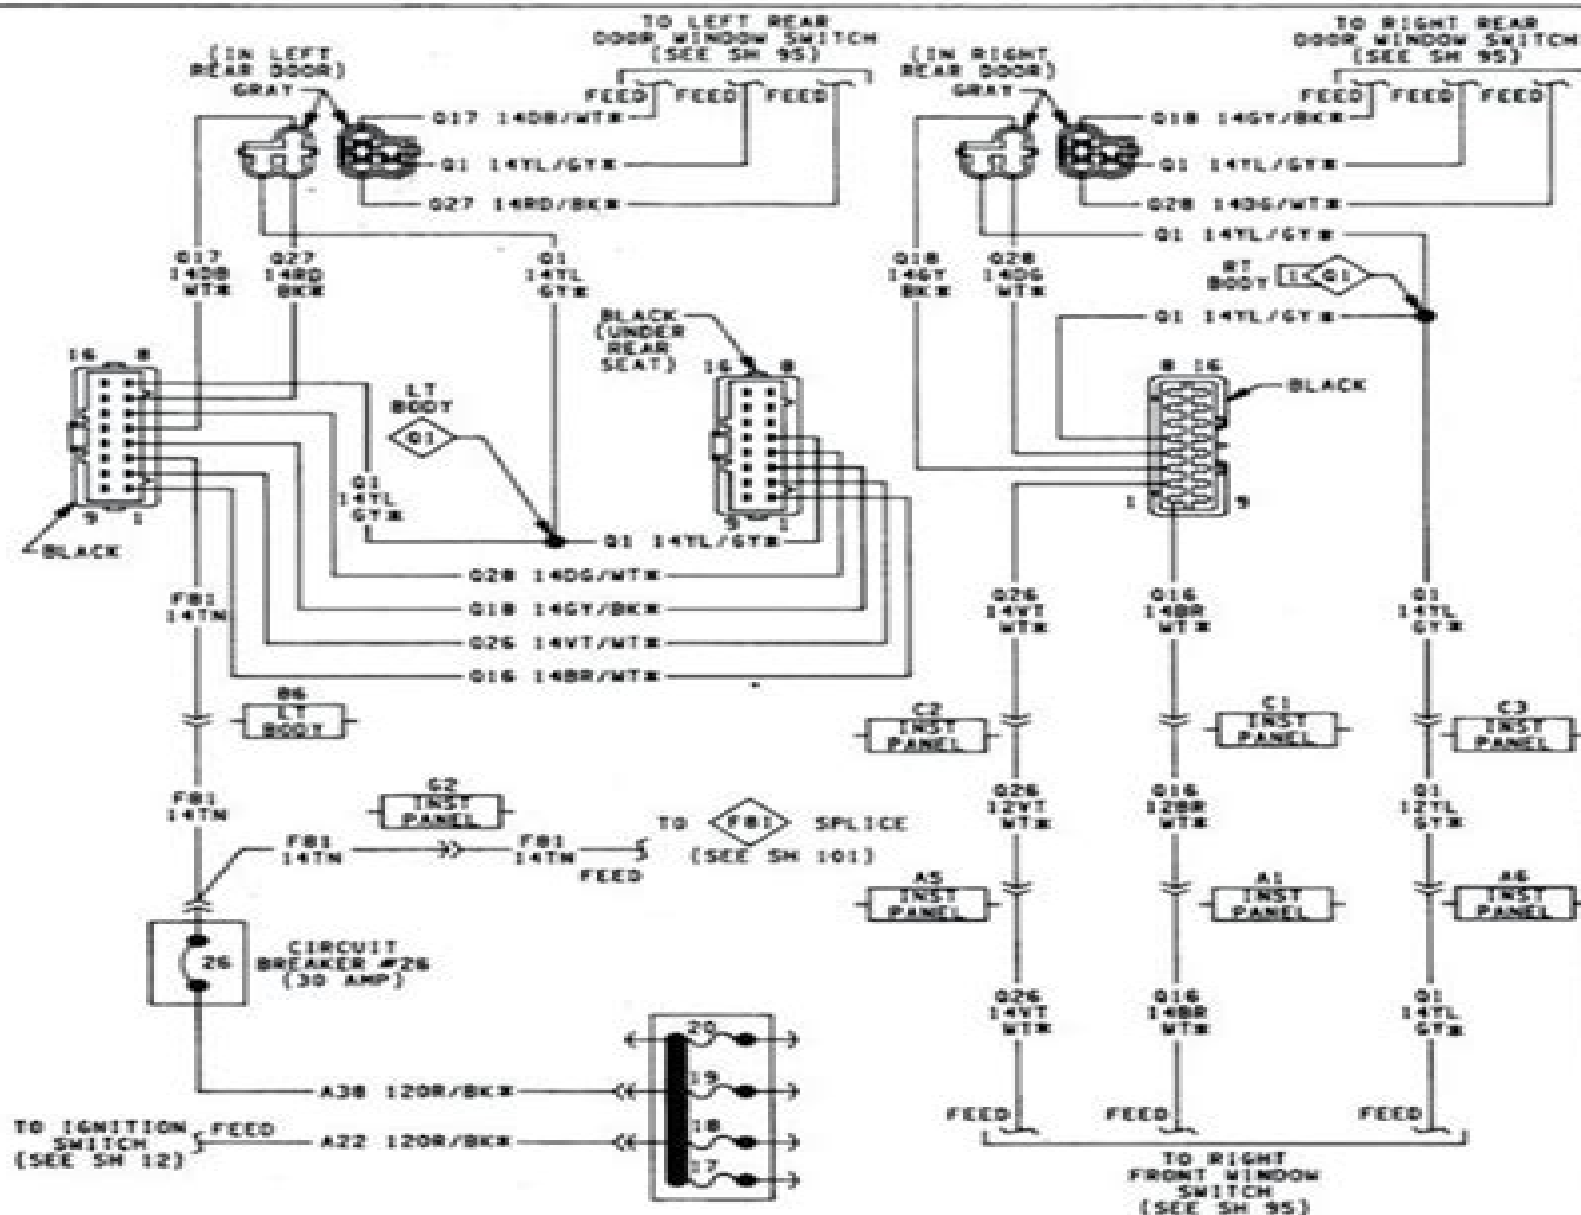 TO LEFT REAR
DOOR WINDOW SWITCH
(SEE SH 95)
TO RIGHT REAR
DOOR WINDOW SWITCH
(SEE SH 95)
(IN LEFT
REAR DOOR)
GRAY
(IN RIGHT
REAR DOOR)
GRAY
FEED FEED FEED
FEED FEED FEED
Q17 14DB/WT*
Q1 14YL/GY*
Q27 14RD/BK*
Q18 14GY/BK*
Q1 14YL/GY*
Q28 14DG/WT*
Q1 14YL/GY*
Q17
14DB
WT*
Q27
14RD
BK*
Q1
14YL
GY*
Q18
14GY
BK*
Q28
14DG
WT*
RT
BODY
1
Q1
Q1 14YL/GY*
16 8
9 1
BLACK
LT
BODY
Q1
BLACK
(UNDER
REAR
SEAT)
16 8
9 1
8 16
1 9
BLACK
Q1
14YL
GY*
Q1 14YL/GY*
Q28 14DG/WT*
Q18 14GY/BK*
Q26 14VT/WT*
Q16 14BR/WT*
F81
14TN
Q26
14VT
WT*
Q16
14BR
WT*
Q1
14YL
GY*
B6
LT
BODY
C2
INST
PANEL
C1
INST
PANEL
C3
INST
PANEL
F81
14TN
G2
INST
PANEL
F81
14TN
F81
14TN
FEED
TO F81 SPLICE
(SEE SH 101)
Q26
12VT
WT*
Q16
12BR
WT*
Q1
12YL
GY*
A5
INST
PANEL
A1
INST
PANEL
A6
INST
PANEL
26
CIRCUIT
BREAKER #26
(30 AMP)
Q26
14VT
WT*
Q16
14BR
WT*
Q1
14YL
GY*
20
19
18
17
A38 12OR/BK*
A22 12OR/BK*
TO IGNITION
SWITCH
(SEE SH 12)
FEED
FEED FEED FEED
TO RIGHT
FRONT WINDOW
SWITCH
(SEE SH 95)